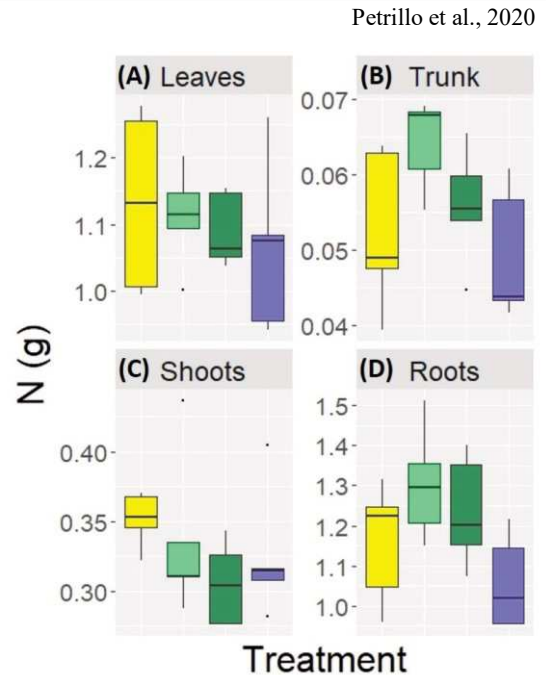 Petrillo et al., 2020
(A) Leaves
(B) Trunk
1.2
1.1
1.0
0.07
0.06
0.05
0.04
N (g)
(C) Shoots
(D) Roots
0.40
0.35
0.30
1.5
1.4
1.3
1.2
1.1
1.0
Treatment